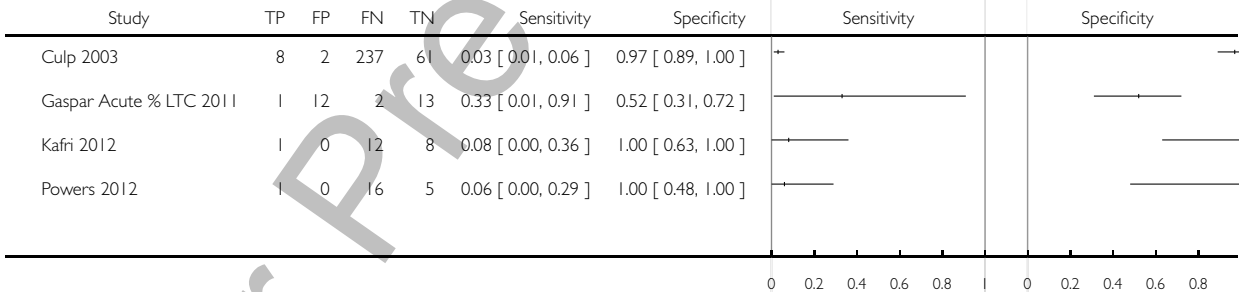 Study TP FP FN TN Sensitivity Specificity Sensitivity Specificity
Culp 2003 8 2 237 61 0.03 [ 0.01, 0.06 ] 0.97 [ 0.89, 1.00 ]
Gaspar Acute % LTC 2011 1 12 2 13 0.33 [ 0.01, 0.91 ] 0.52 [ 0.31, 0.72 ]
Kafri 2012 1 0 12 8 0.08 [ 0.00, 0.36 ] 1.00 [ 0.63, 1.00 ]
Powers 2012 1 0 16 5 0.06 [ 0.00, 0.29 ] 1.00 [ 0.48, 1.00 ]
0 0.2 0.4 0.6 0.8 1 0 0.2 0.4 0.6 0.8
r Pre